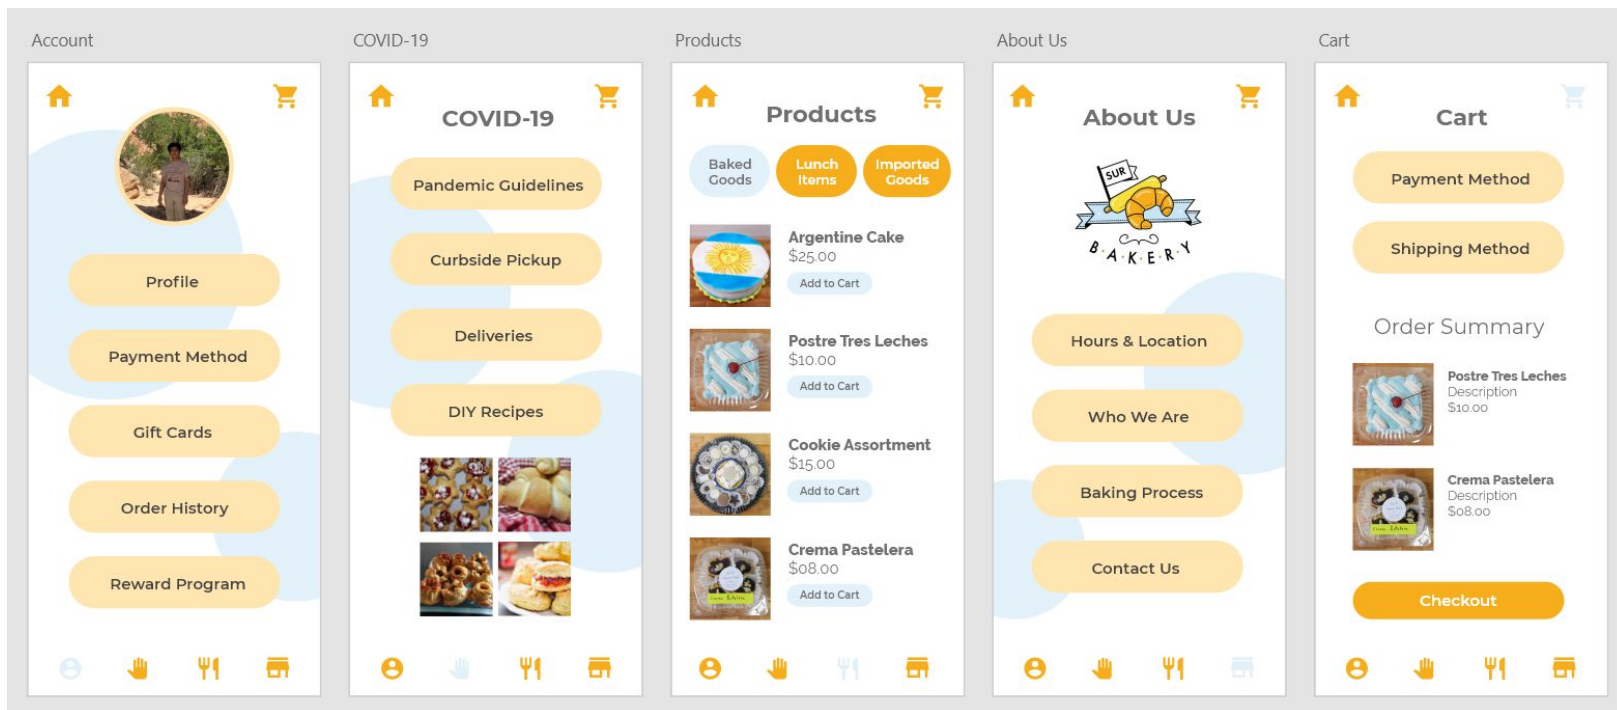 Account
Profile
Payment Method
Gift Cards
Order History
Reward Program
COVID-19
COVID-19
Pandemic Guidelines
Curbside Pickup
Deliveries
DIY Recipes
Products
Products
Baked
Goods
Lunch
Items
Imported
Goods
Argentine Cake
$25.00
Add to Cart
Postre Tres Leches
$10.00
Add to Cart
Cookie Assortment
$15.00
Add to Cart
Crema Pastelera
$08.00
Add to Cart
About Us
About Us
SUR
B·A·K·E·R·Y
Hours & Location
Who We Are
Baking Process
Contact Us
Cart
Cart
Payment Method
Shipping Method
Order Summary
Postre Tres Leches
Description
$10.00
Crema Pastelera
Description
$08.00
Checkout